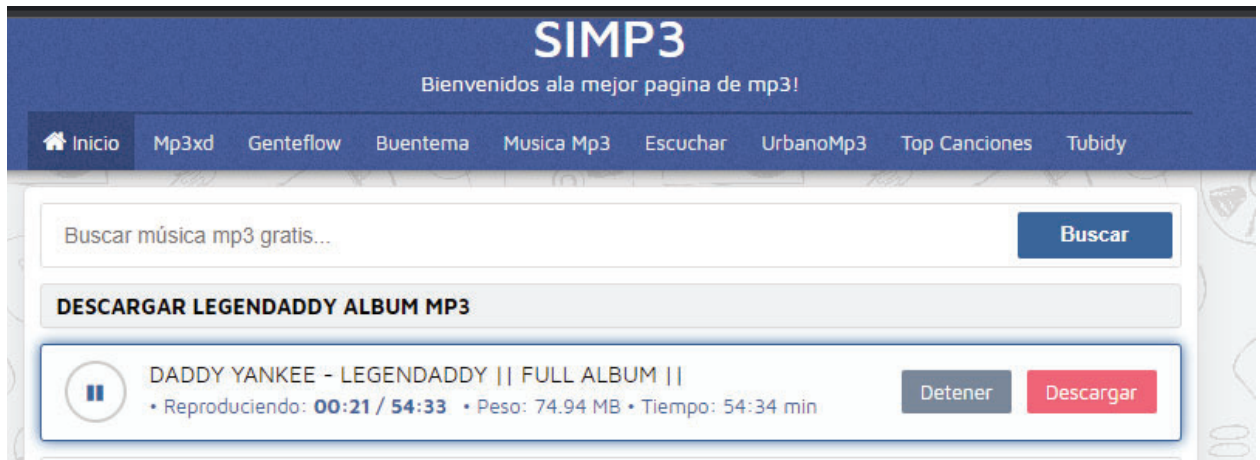 SIMP3
Bienvenidos ala mejor pagina de mp3!
Inicio Mp3xd Genteflow Buentema Musica Mp3 Escuchar UrbanoMp3 Top Canciones Tubidy
Buscar música mp3 gratis... Buscar
DESCARGAR LEGENDADDY ALBUM MP3
DADDY YANKEE - LEGENDADDY || FULL ALBUM ||
• Reproduciendo: 00:21 / 54:33 • Peso: 74.94 MB • Tiempo: 54:34 min Detener Descargar